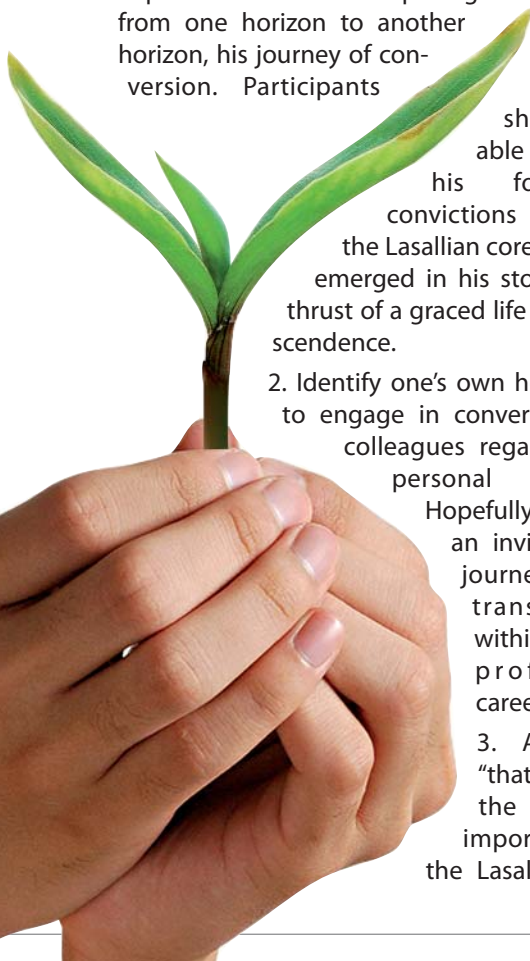 from one horizon to another
horizon, his journey of con-
version. Participants
sh
able
his fo
convictions
the Lasallian core
emerged in his sto
thrust of a graced life
scendence.
2. Identify one's own h
to engage in conver
colleagues rega
personal
Hopefully
an invi
journe
trans
withi
prof
caree
3. A
“that
the
impor
the Lasal